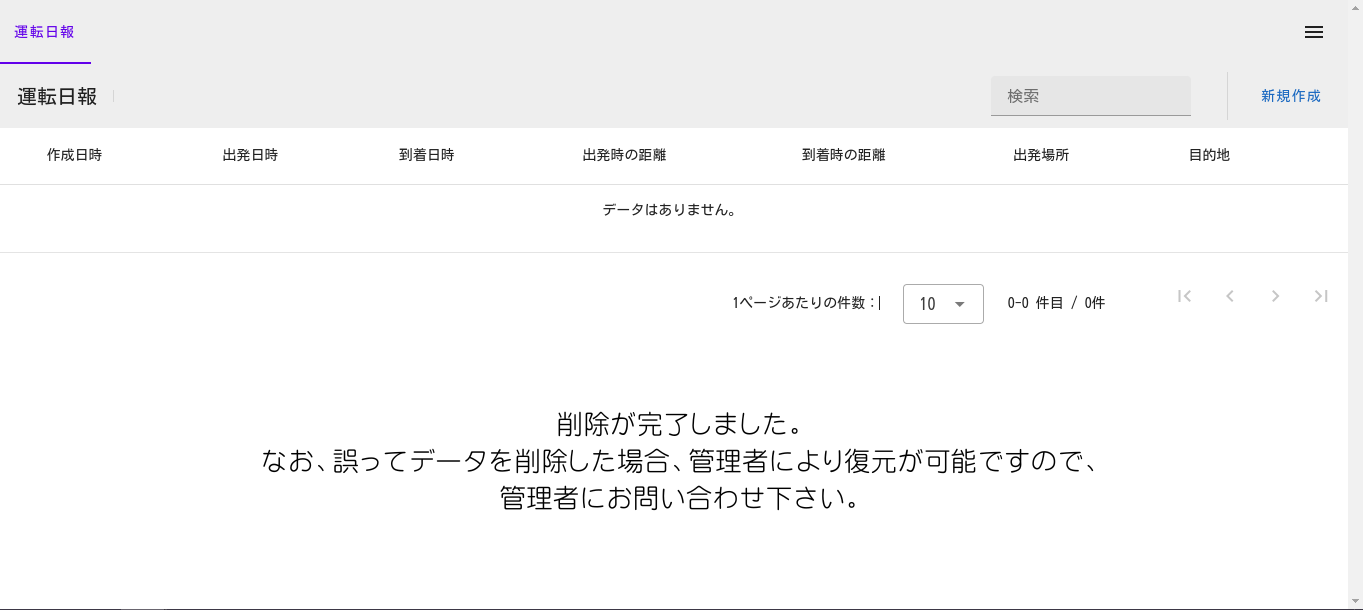 運転日報
運転日報
検索
新規作成
作成日時 出発日時 到着日時 出発時の距離 到着時の距離 出発場所 目的地
データはありません。
1ページあたりの件数： 10 0-0 件目 / 0件
削除が完了しました。
なお、誤ってデータを削除した場合、管理者により復元が可能ですので、
管理者にお問い合わせ下さい。